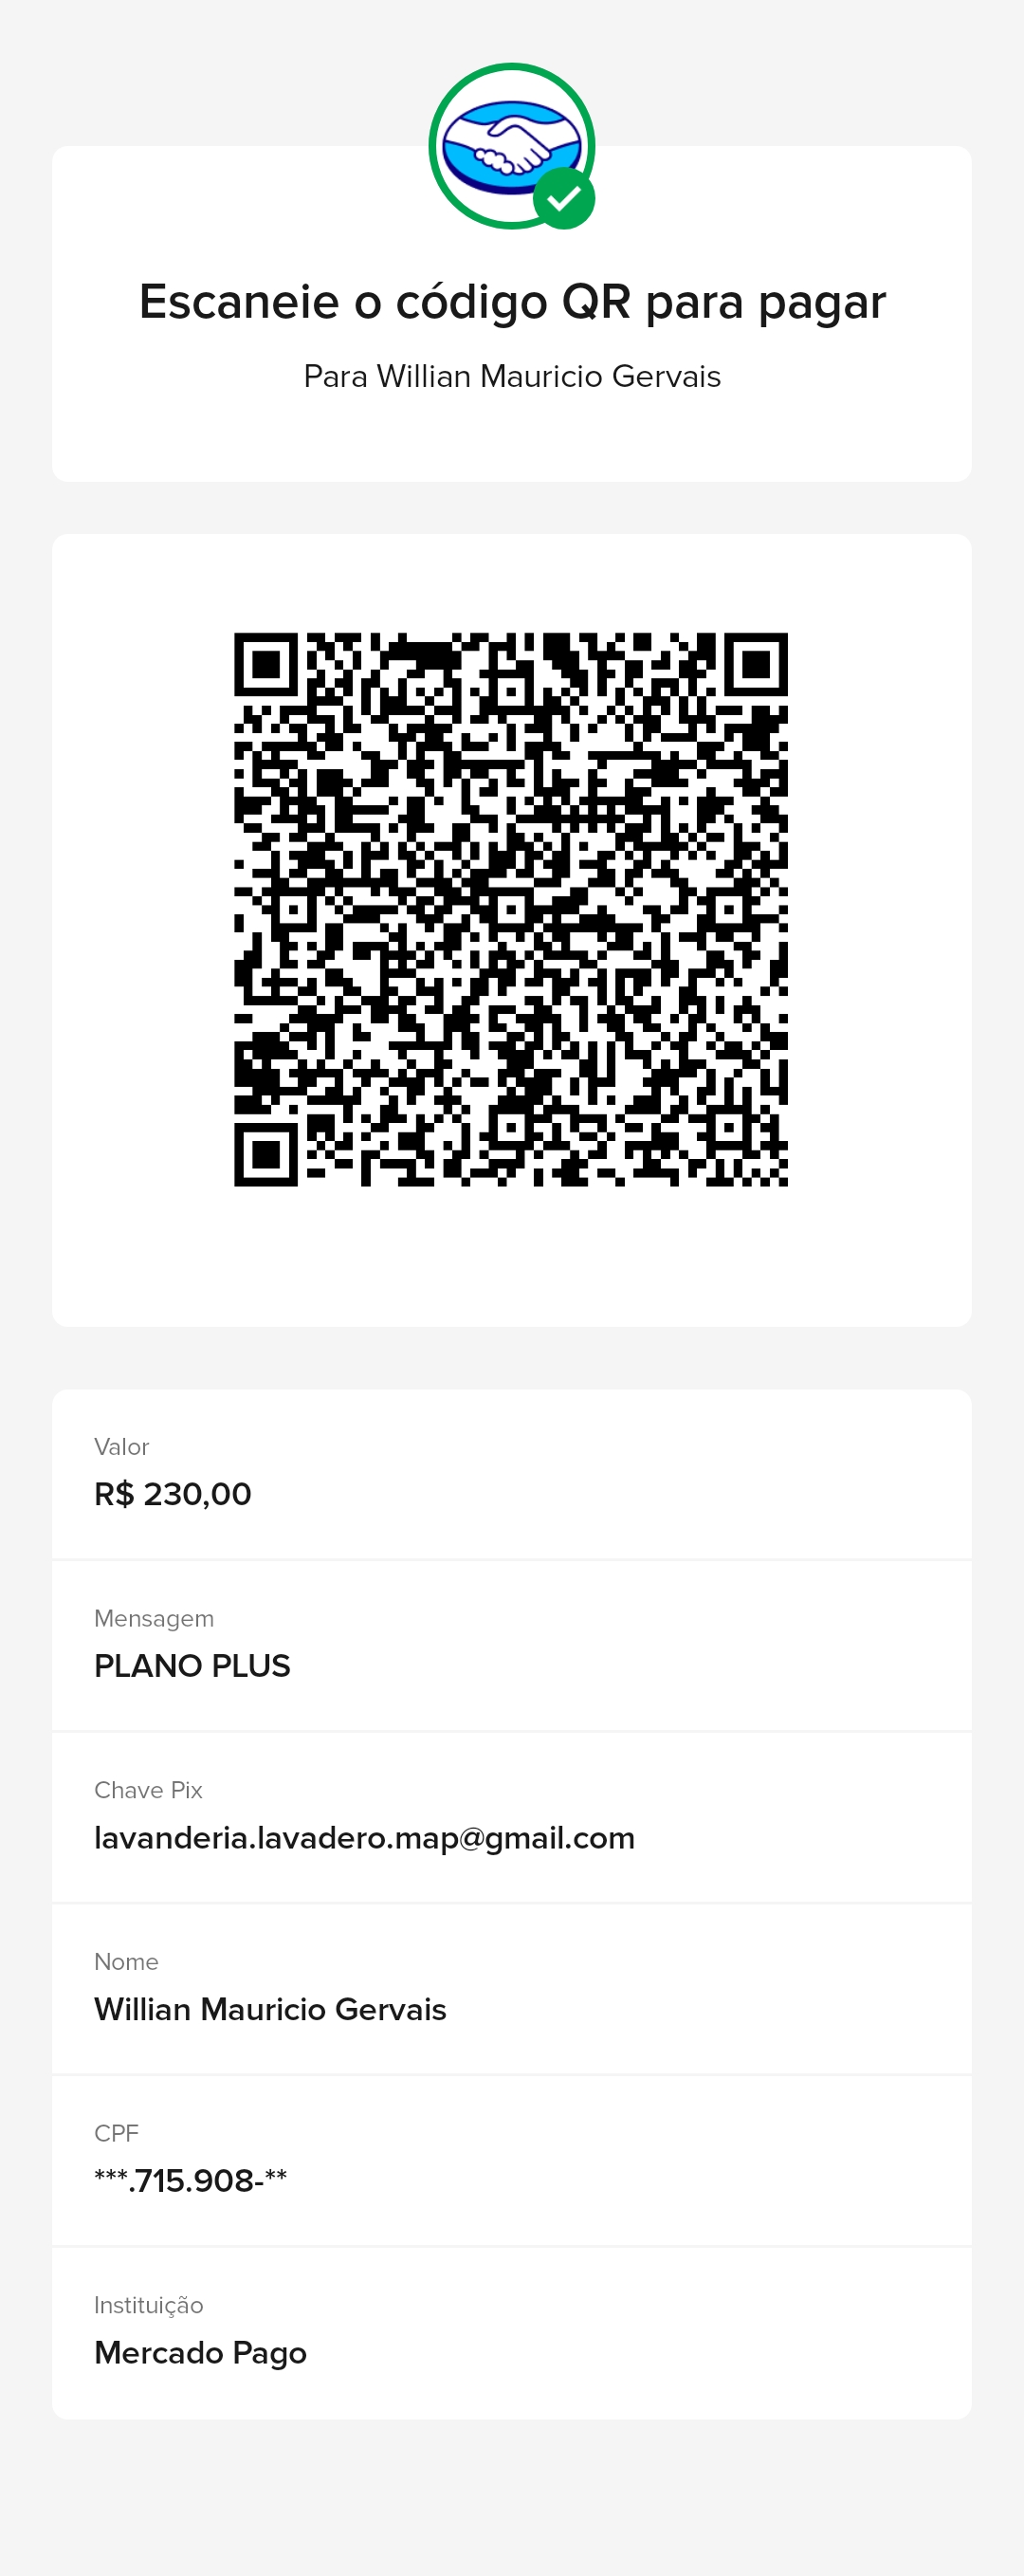 Escaneie o código QR para pagar
Para Willian Mauricio Gervais
Valor
R$ 230,00
Mensagem
PLANO PLUS
Chave Pix
lavanderia.lavadero.map@gmail.com
Nome
Willian Mauricio Gervais
CPF
***.715.908-**
Instituição
Mercado Pago